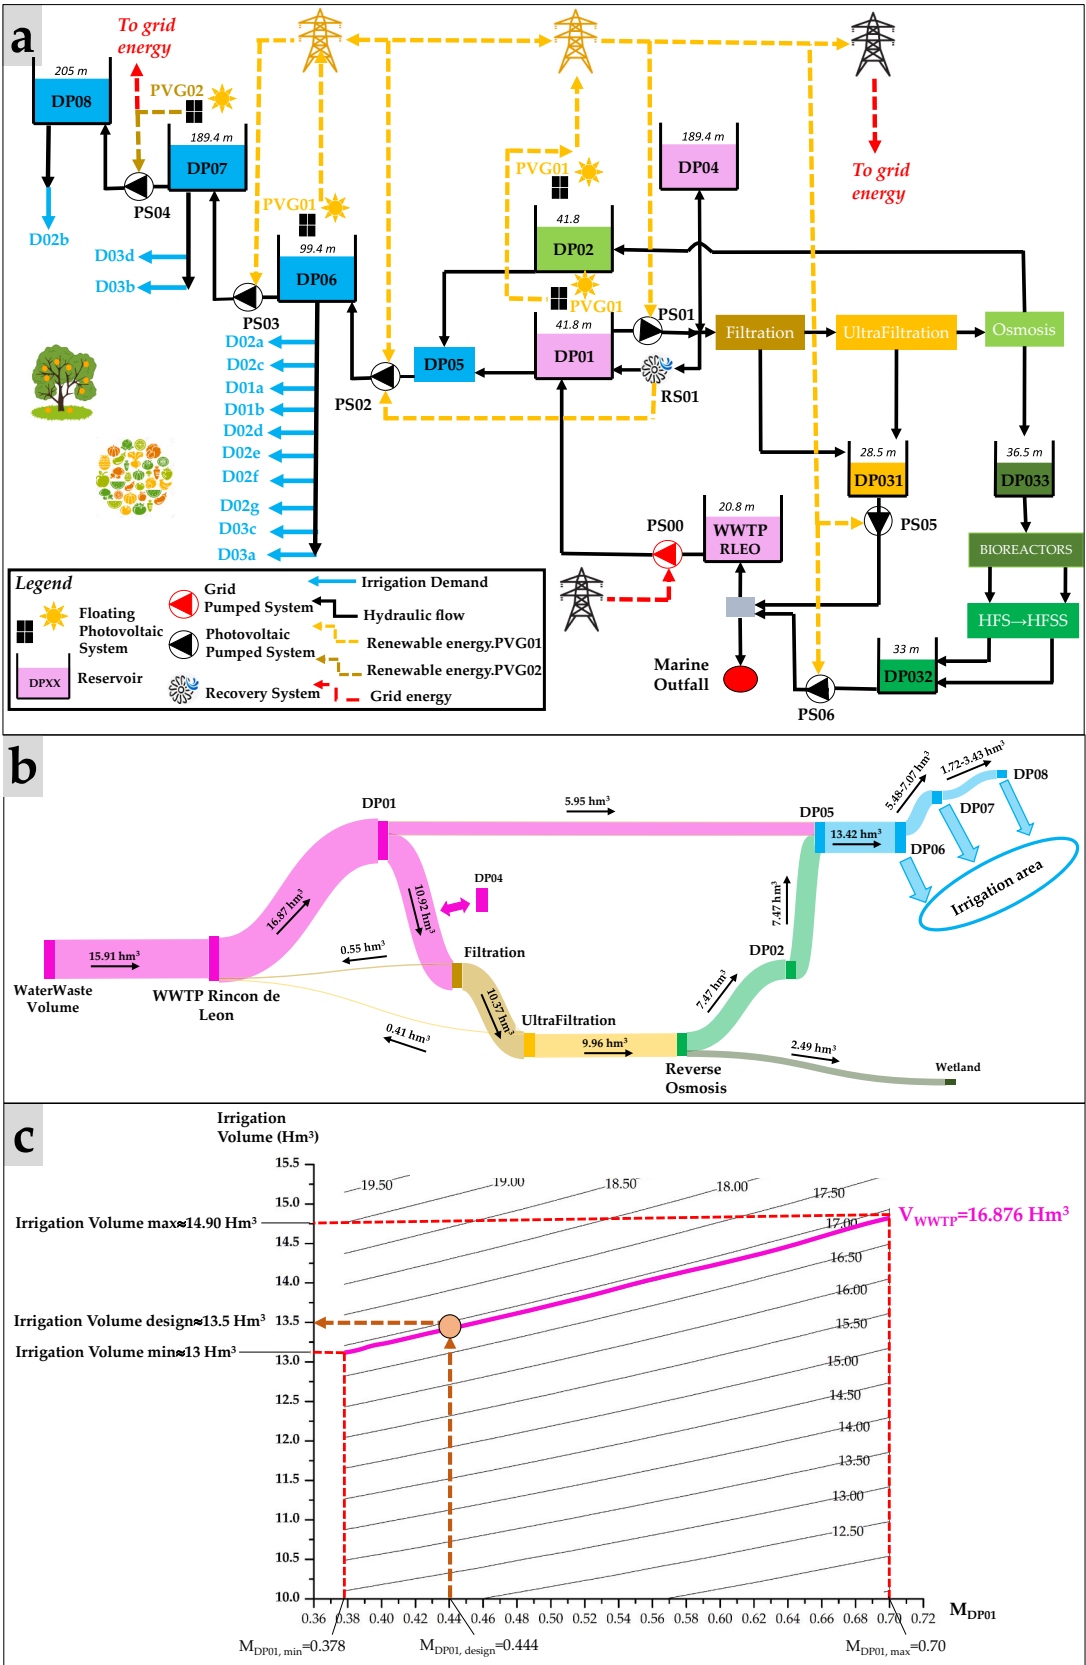 a
To grid
energy
205 m
DP08
PVG02
189.4 m
DP07
PS04
D02b
D03d
D03b
PVG01
99.4 m
DP06
PS03
D02a
D02c
D01a
D01b
D02d
D02e
D02f
D02g
D03c
D03a
PS02
DP05
PVG01
41.8
DP02
PVG01
41.8 m
DP01
PS01
RS01
189.4 m
DP04
To grid
energy
Filtration
UltraFiltration
Osmosis
28.5 m
DP031
36.5 m
DP033
PS05
BIOREACTORS
HFS→HFSS
33 m
DP032
PS06
20.8 m
WWTP
RLEO
PS00
Marine
Outfall
Legend
Floating
Photovoltaic
System
DPXX
Reservoir
Grid
Pumped System
Photovoltaic
Pumped System
Recovery System
Irrigation Demand
Hydraulic flow
Renewable energy.PVG01
Renewable energy.PVG02
Grid energy
b
WaterWaste
Volume
15.91 hm³
WWTP Rincon de
Leon
16.87 hm³
DP01
5.95 hm³
10.92 hm³
DP04
0.55 hm³
Filtration
10.37 hm³
0.41 hm³
UltraFiltration
9.96 hm³
Reverse
Osmosis
2.49 hm³
Wetland
7.47 hm³
DP02
7.47 hm³
DP05
13.42 hm³
DP06
5.48-7.07 hm³
DP07
1.72-3.43 hm³
DP08
Irrigation area
c
Irrigation
Volume (Hm³)
15.5
15.0
14.5
14.0
13.5
13.0
12.5
12.0
11.5
11.0
10.5
10.0
Irrigation Volume max≈14.90 Hm³
Irrigation Volume design≈13.5 Hm³
Irrigation Volume min≈13 Hm³
19.50
19.00
18.50
18.00
17.50
17.00
16.50
16.00
15.50
15.00
14.50
14.00
13.50
13.00
12.50
V WWTP=16.876 Hm³
0.36 0.38 0.40 0.42 0.44 0.46 0.48 0.50 0.52 0.54 0.56 0.58 0.60 0.62 0.64 0.66 0.68 0.70 0.72
M DP01
M DP01, min=0.378
M DP01, design=0.444
M DP01, max=0.70